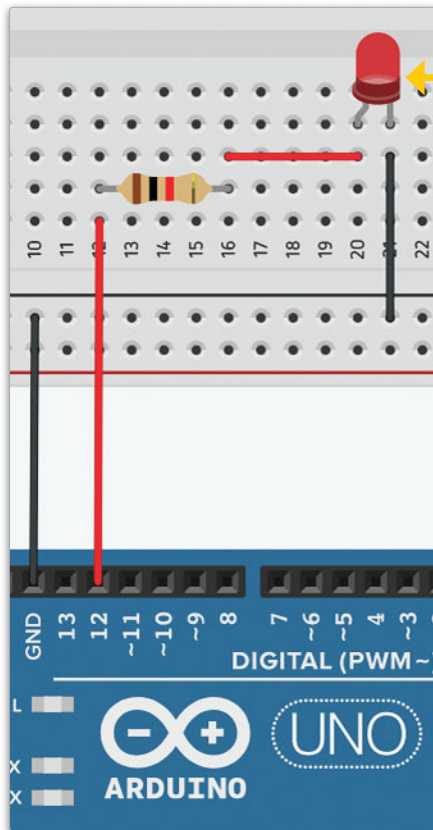 10 11 12 13 14 15 16 17 18 19 20 21 22
GND 13 12 ~11 ~10 ~9 8 7 ~6 ~5 4 ~3
DIGITAL (PWM~)
L
UNO
X
X
ARDUINO